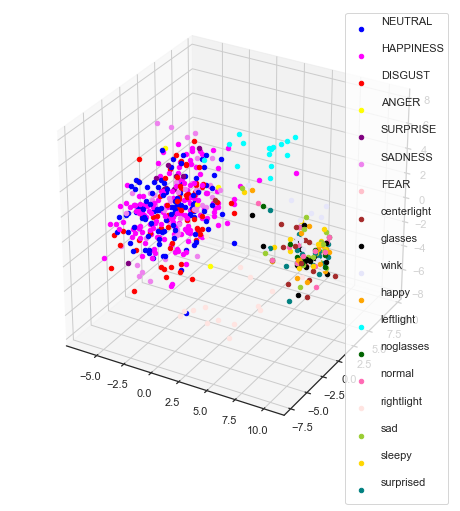 NEUTRAL
HAPPINESS
DISGUST
ANGER
SURPRISE
SADNESS
FEAR
centerlight
glasses
wink
happy
leftlight
noglasses
normal
rightlight
sad
sleepy
surprised
8
6
4
2
0
−2
−4
−6
−8
7.5
5.0
2.5
0.0
−2.5
−5.0
−7.5
−5.0
−2.5
0.0
2.5
5.0
7.5
10.0